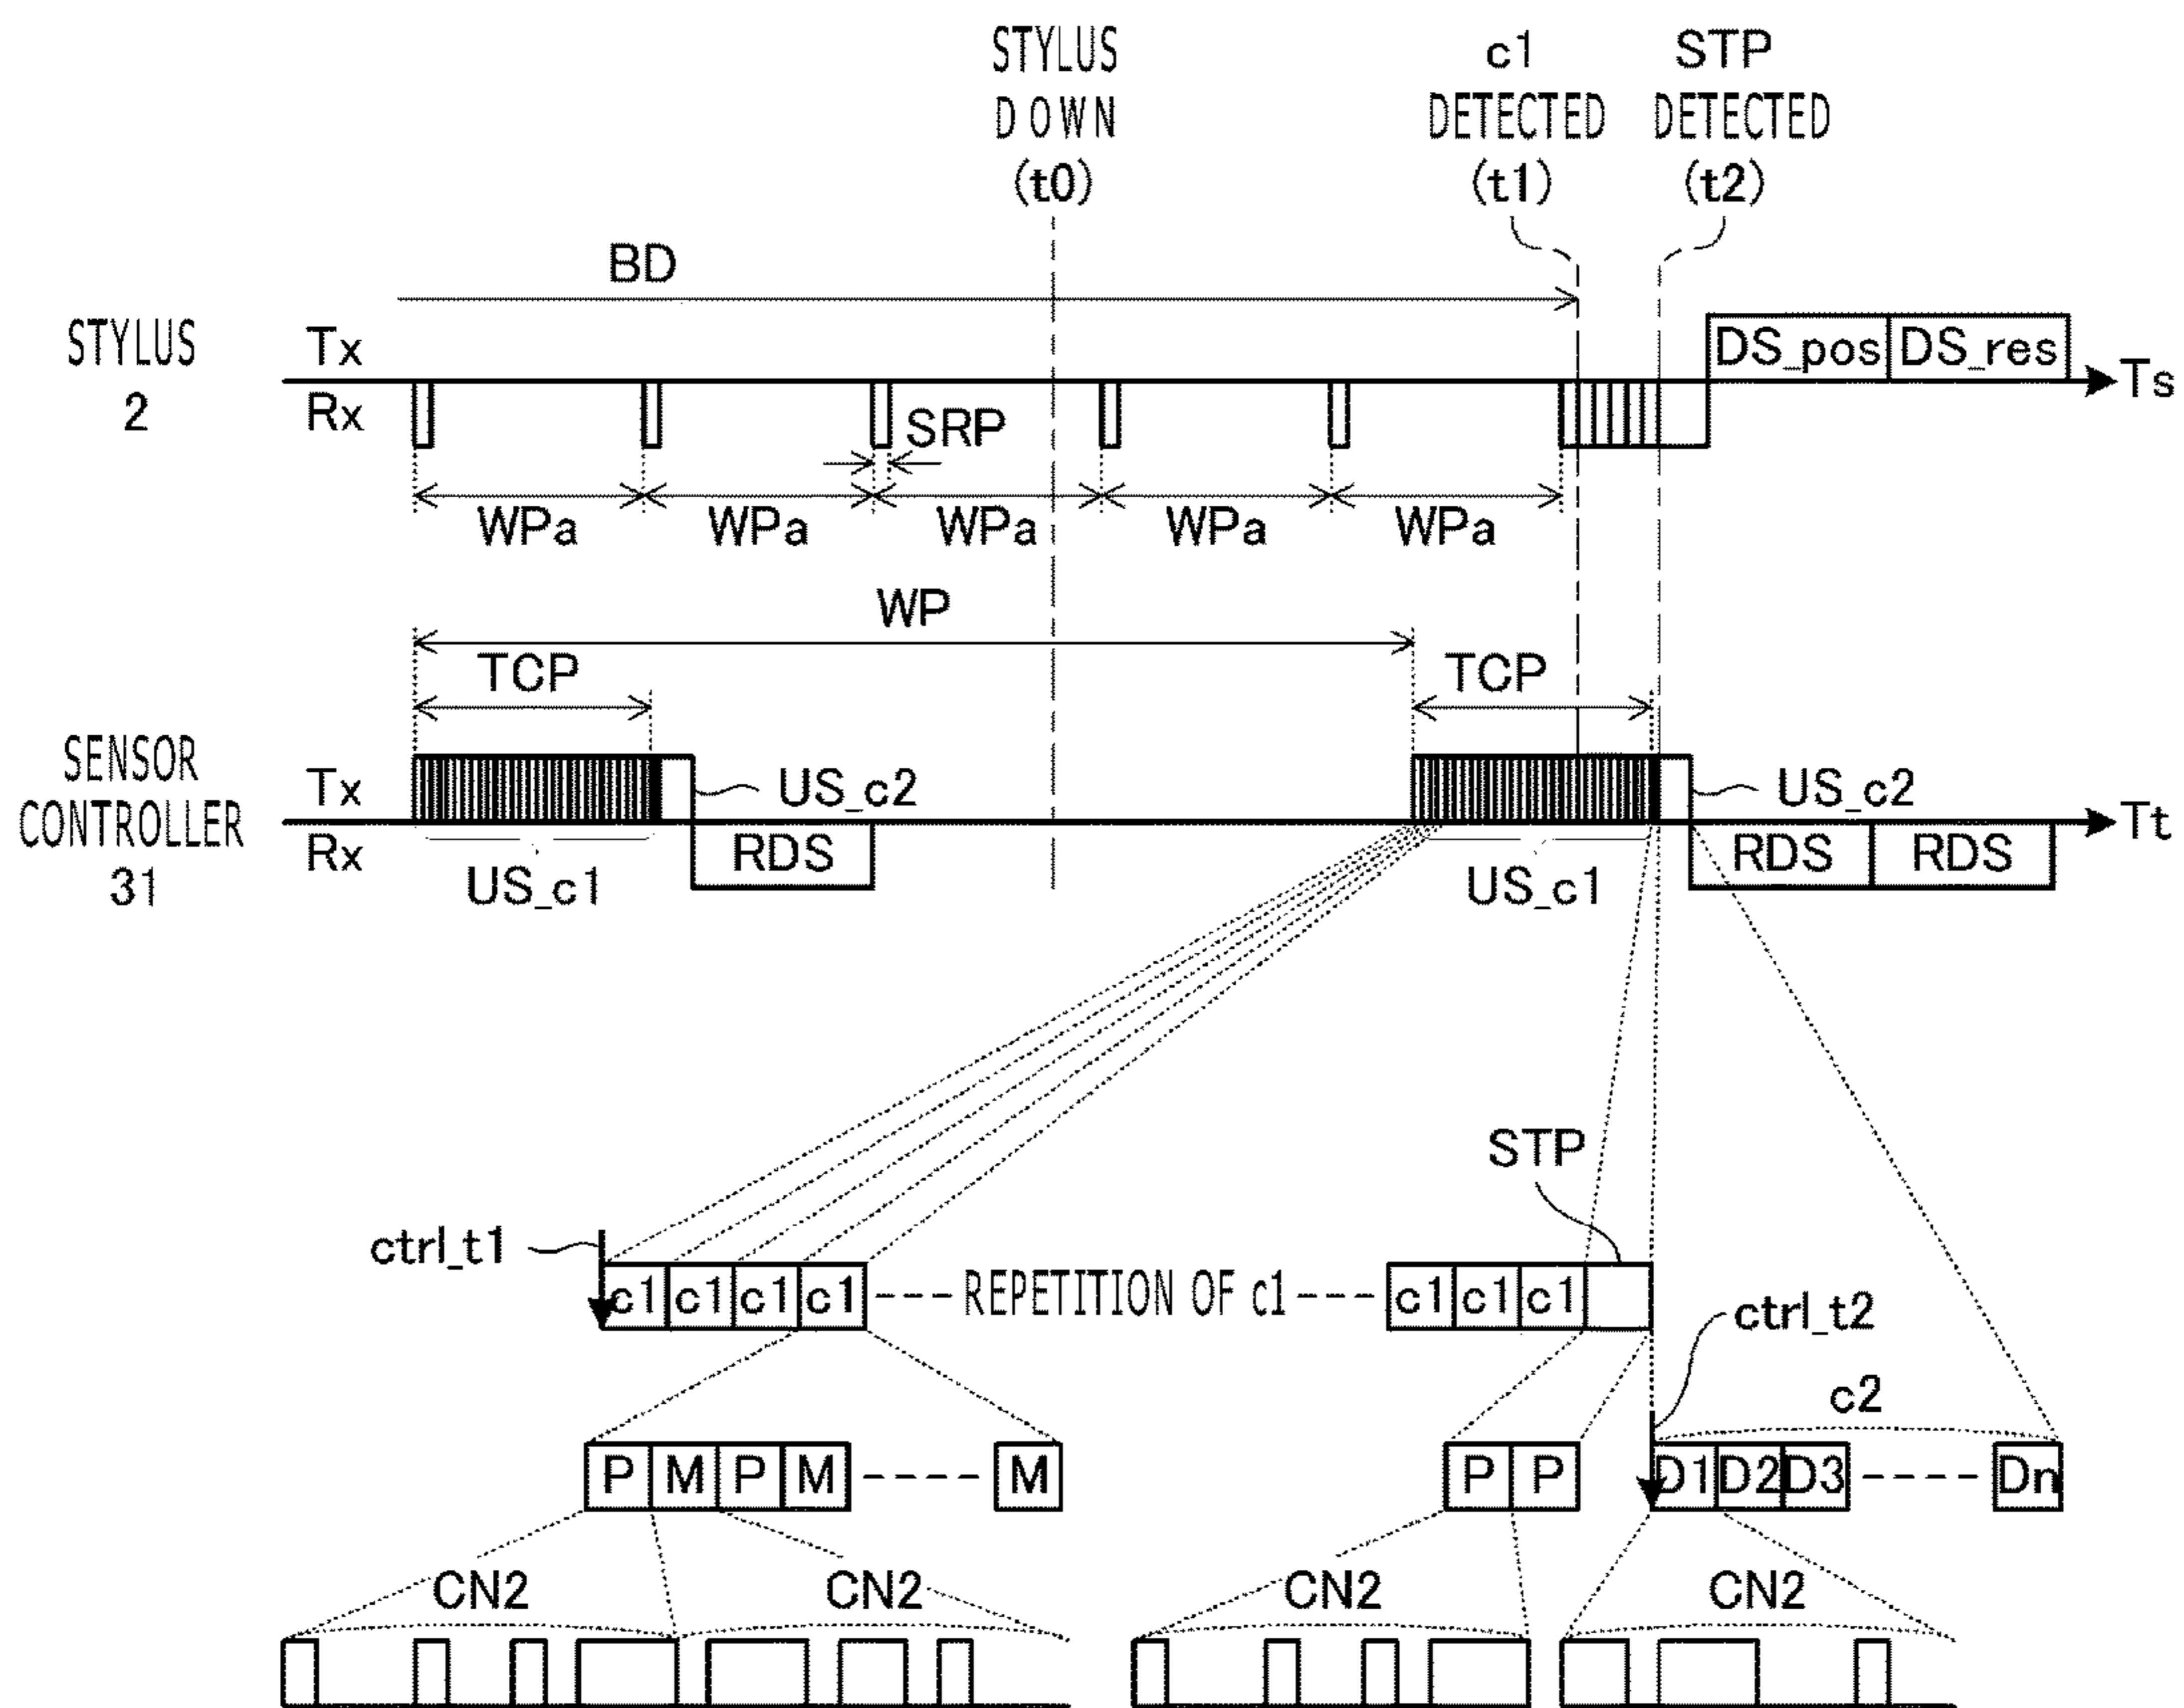 STYLUS DOWN (t0)
c1 DETECTED (t1)
STP DETECTED (t2)
BD
STYLUS 2
Tx
Rx
DS_pos DS_res
Ts
SRP
WPa WPa WPa WPa WPa
WP
TCP TCP
SENSOR CONTROLLER 31
Tx
Rx
US_c2 US_c2
Tt
RDS RDS RDS
US_c1 US_c1
STP
ctrl_t1
c1 c1 c1 c1 ---- REPETITION OF c1 ---- c1 c1 c1
ctrl_t2
c2
P M P M ---- M
P P
D1 D2 D3 ---- Dn
CN2 CN2 CN2 CN2